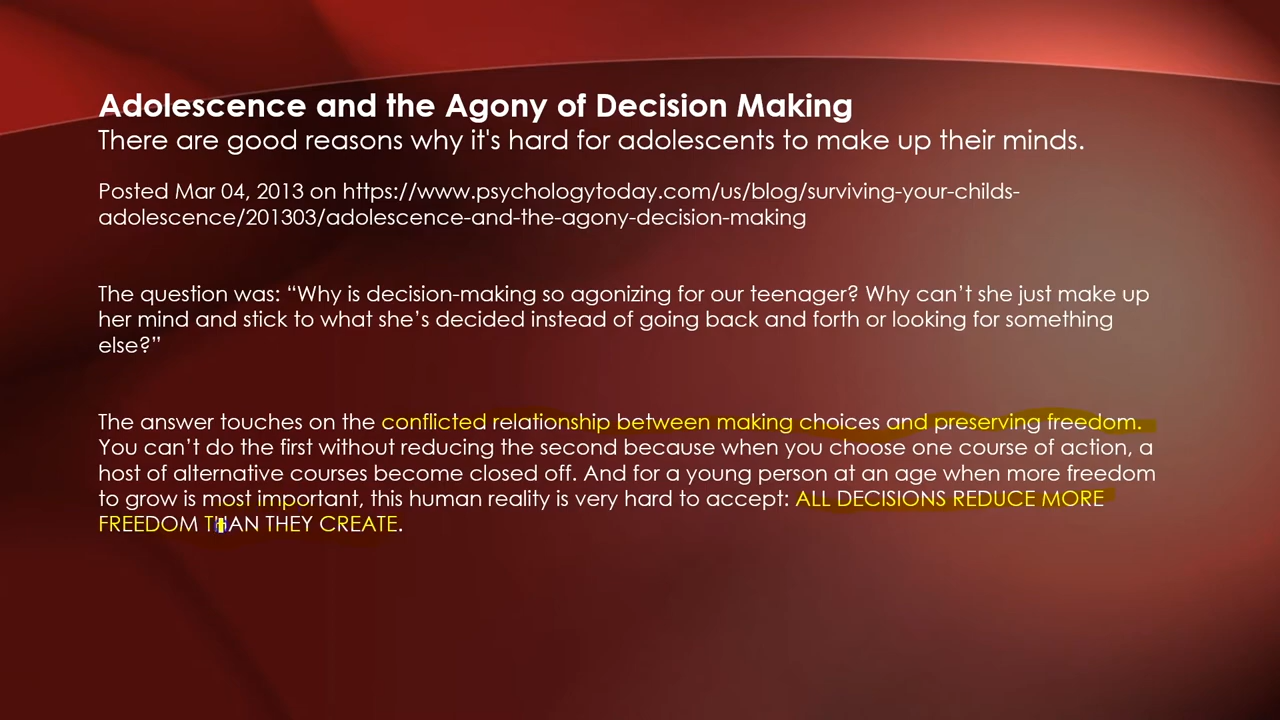 Adolescence and the Agony of Decision Making
There are good reasons why it's hard for adolescents to make up their minds.
Posted Mar 04, 2013 on https://www.psychologytoday.com/us/blog/surviving-your-childs-
adolescence/201303/adolescence-and-the-agony-decision-making
The question was: “Why is decision-making so agonizing for our teenager? Why can’t she just make up
her mind and stick to what she’s decided instead of going back and forth or looking for something
else?”
The answer touches on the conflicted relationship between making choices and preserving freedom.
You can’t do the first without reducing the second because when you choose one course of action, a
host of alternative courses become closed off. And for a young person at an age when more freedom
to grow is most important, this human reality is very hard to accept: ALL DECISIONS REDUCE MORE
FREEDOM THAN THEY CREATE.